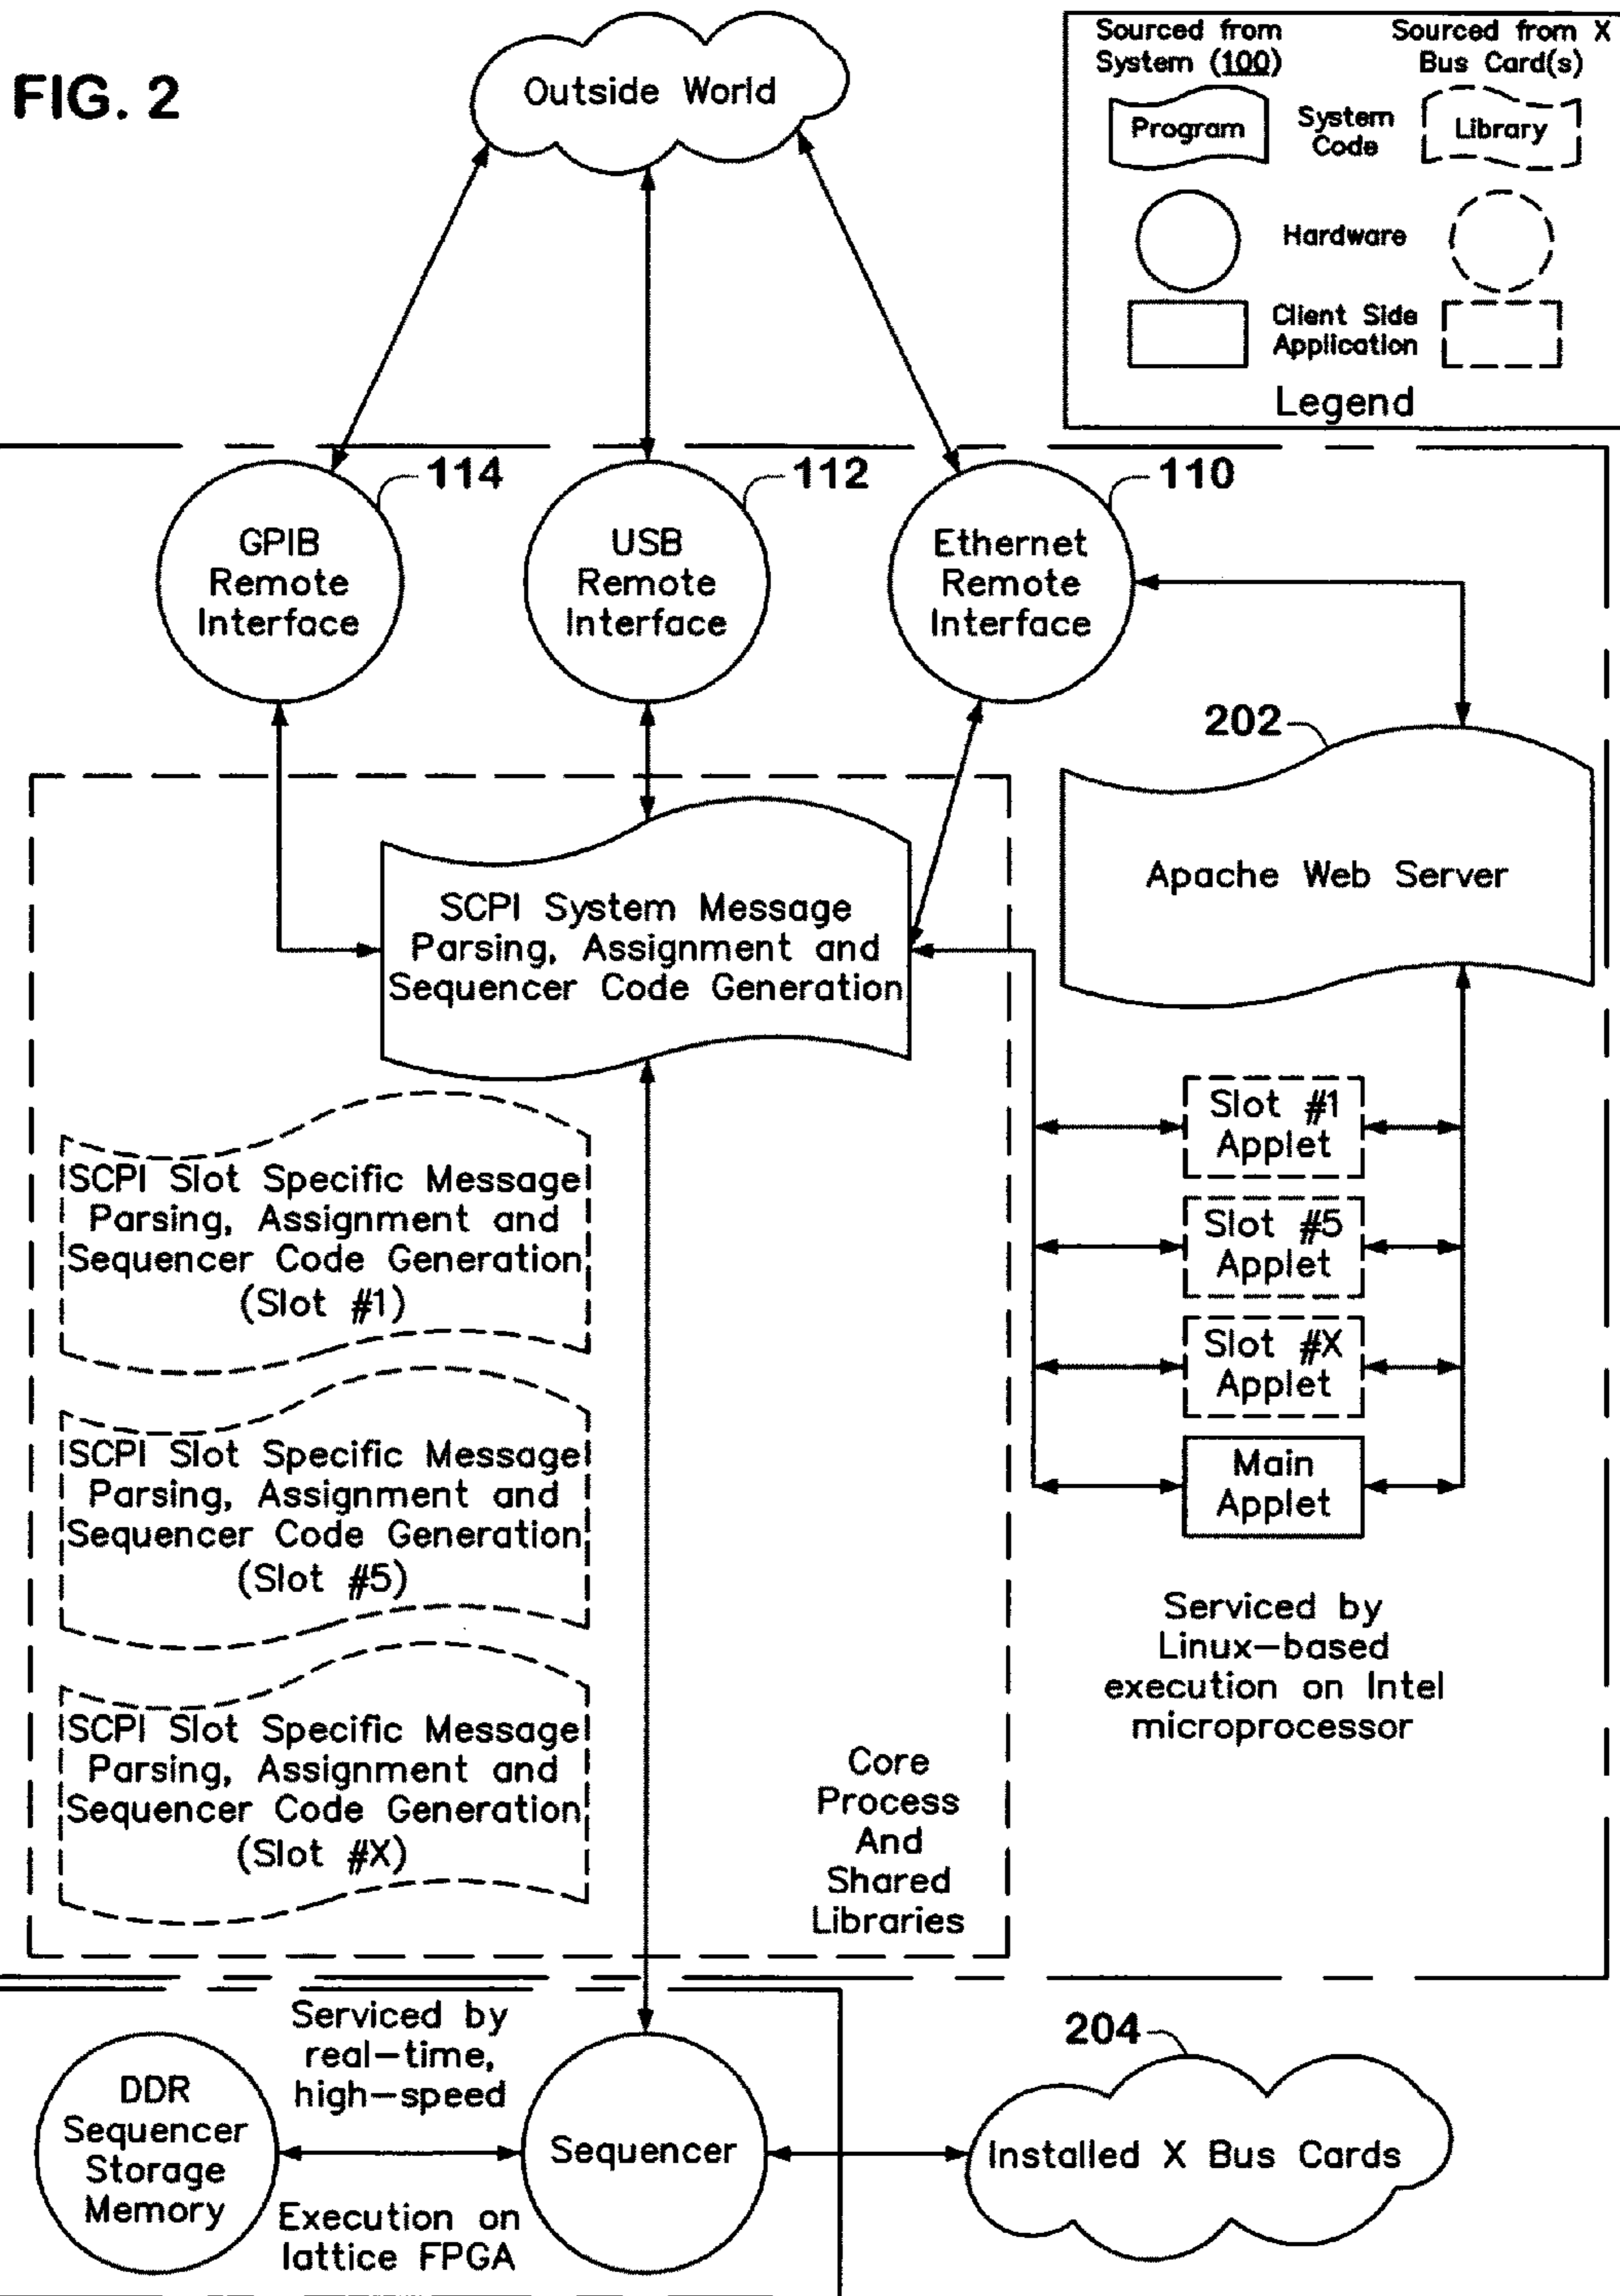 FIG. 2
Outside World
Sourced from
System (100)
Sourced from X
Bus Card(s)
Program
System
Code
Library
Hardware
Client Side
Application
Legend
114
112
110
GPIB
Remote
Interface
USB
Remote
Interface
Ethernet
Remote
Interface
202
Apache Web Server
SCPI System Message
Parsing, Assignment and
Sequencer Code Generation
SCPI Slot Specific Message
Parsing, Assignment and
Sequencer Code Generation
(Slot #1)
SCPI Slot Specific Message
Parsing, Assignment and
Sequencer Code Generation
(Slot #5)
SCPI Slot Specific Message
Parsing, Assignment and
Sequencer Code Generation
(Slot #X)
Slot #1
Applet
Slot #5
Applet
Slot #X
Applet
Main
Applet
Serviced by
Linux-based
execution on Intel
microprocessor
Core
Process
And
Shared
Libraries
Serviced by
real-time,
high-speed
Execution on
lattice FPGA
DDR
Sequencer
Storage
Memory
Sequencer
204
Installed X Bus Cards